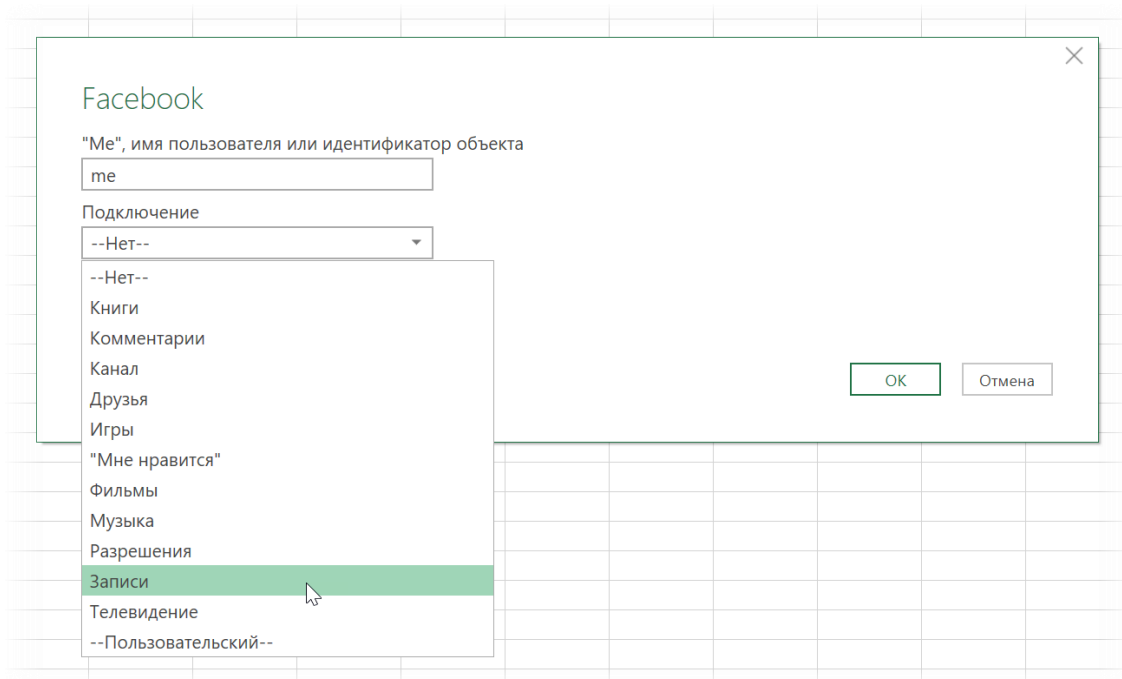 Facebook
"Me", имя пользователя или идентификатор объекта
me
Подключение
--Нет--
--Нет--
Книги
Комментарии
Канал
Друзья
Игры
"Мне нравится"
Фильмы
Музыка
Разрешения
Записи
Телевидение
--Пользовательский--
ОК
Отмена